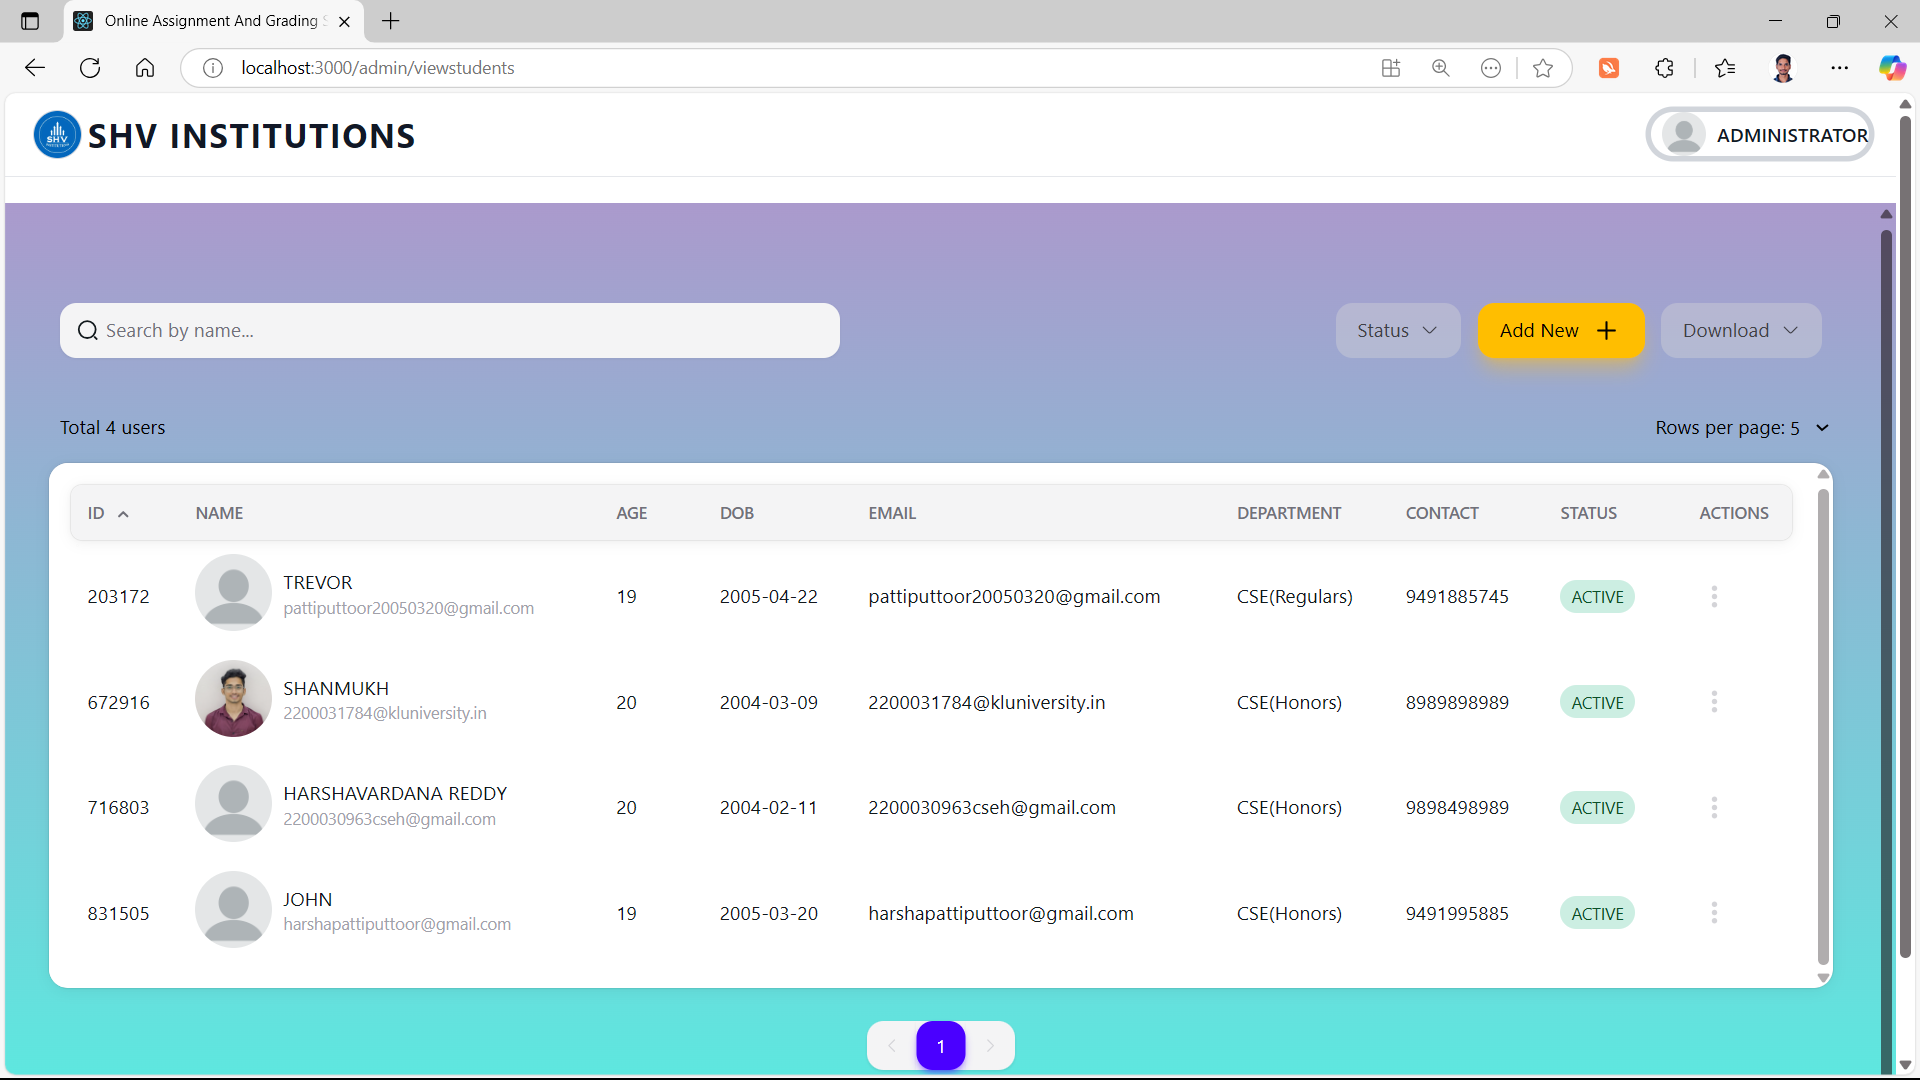 Online Assignment And Grading S
localhost:3000/admin/viewstudents
SHV
SHV INSTITUTIONS
ADMINISTRATOR
Search by name...
Status
Add New
Download
Total 4 users
Rows per page: 5
ID NAME AGE DOB EMAIL DEPARTMENT CONTACT STATUS ACTIONS
203172 TREVOR 19 2005-04-22 pattiputtoor20050320@gmail.com CSE(Regulars) 9491885745 ACTIVE
pattiputtoor20050320@gmail.com
672916 SHANMUKH 20 2004-03-09 2200031784@kluniversity.in CSE(Honors) 8989898989 ACTIVE
2200031784@kluniversity.in
716803 HARSHAVARDANA REDDY 20 2004-02-11 2200030963cseh@gmail.com CSE(Honors) 9898498989 ACTIVE
2200030963cseh@gmail.com
831505 JOHN 19 2005-03-20 harshapattiputtoor@gmail.com CSE(Honors) 9491995885 ACTIVE
harshapattiputtoor@gmail.com
1